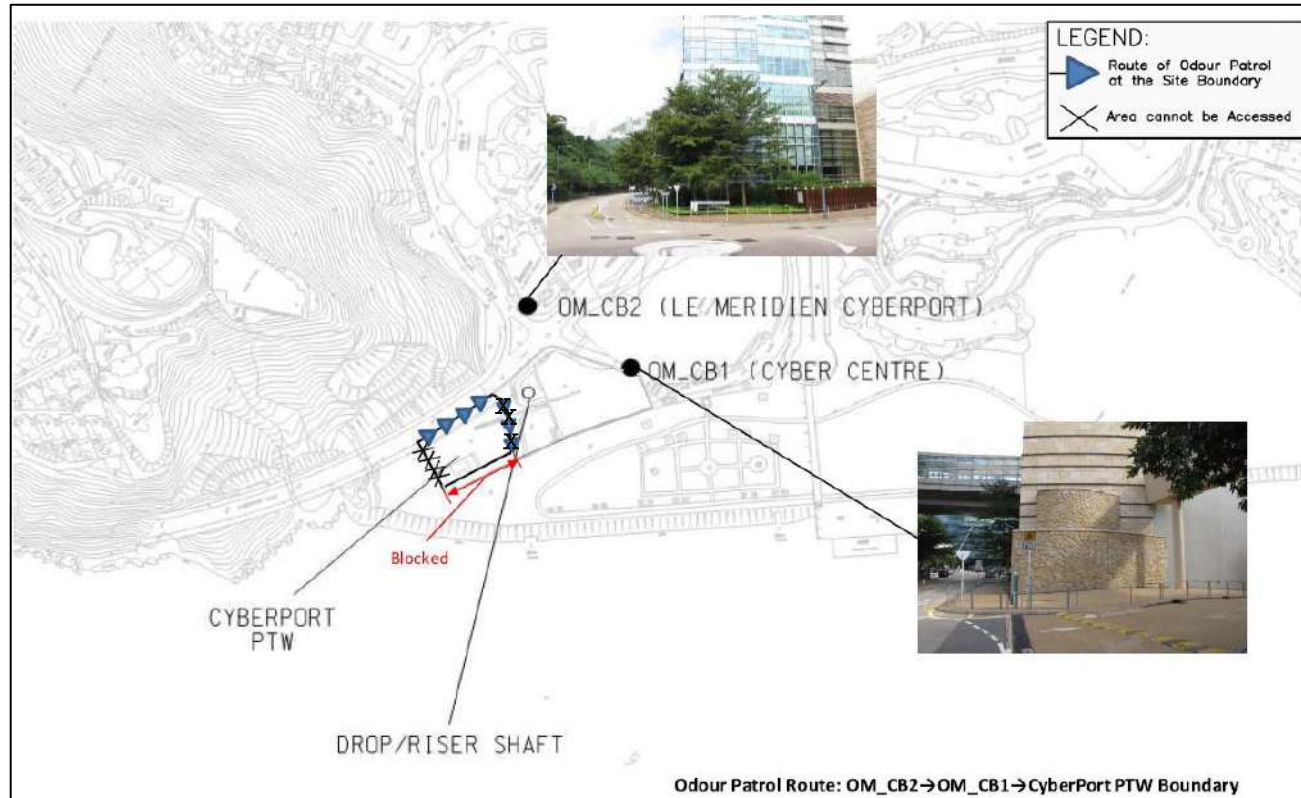 LEGEND:
Route of Odour Patrol
at the Site Boundary
Area cannot be Accessed
OM_CB2 (LE MERIDIEN CYBERPORT)
OM_CB1 (CYBER CENTRE)
Blocked
CYBERPORT
PTW
DROP/RISER SHAFT
Odour Patrol Route: OM_CB2→OM_CB1→CyberPort PTW Boundary